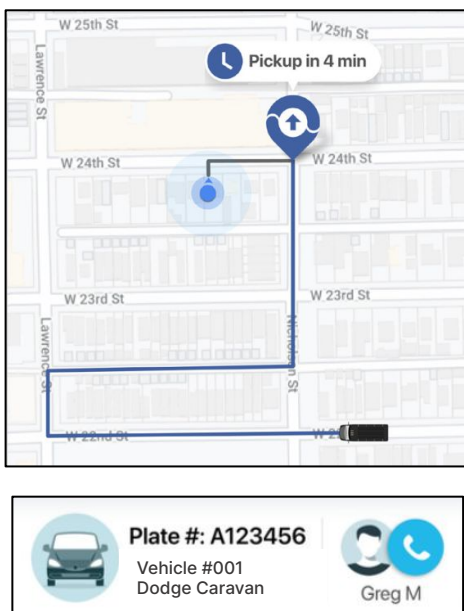 W 25th St
W 25th St
Lawrence St
Pickup in 4 min
W 24th St
W 24th St
W 23rd St
W 23rd St
Lawrence St
Nicholson St
W 22nd St
W 2
Plate #: A123456
Vehicle #001
Dodge Caravan
Greg M